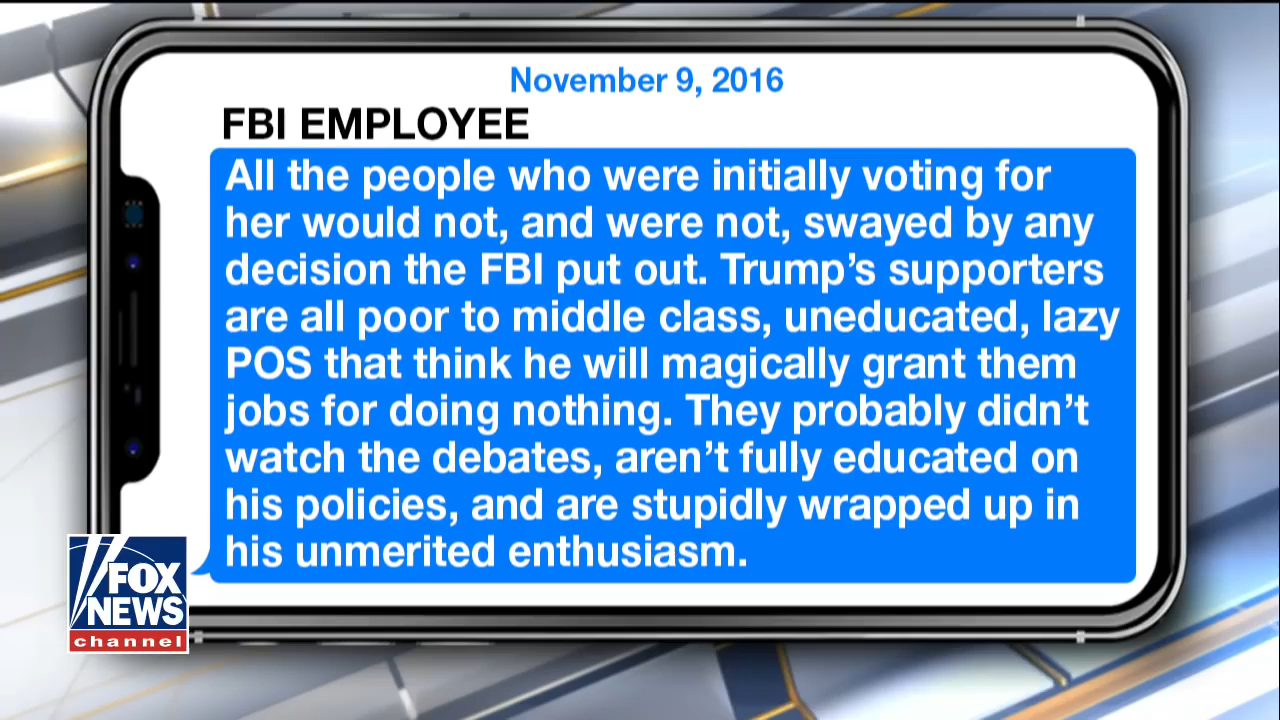 November 9, 2016
FBI EMPLOYEE
All the people who were initially voting for
her would not, and were not, swayed by any
decision the FBI put out. Trump’s supporters
are all poor to middle class, uneducated, lazy
POS that think he will magically grant them
jobs for doing nothing. They probably didn’t
watch the debates, aren’t fully educated on
his policies, and are stupidly wrapped up in
his unmerited enthusiasm.
FOX
NEWS
channel